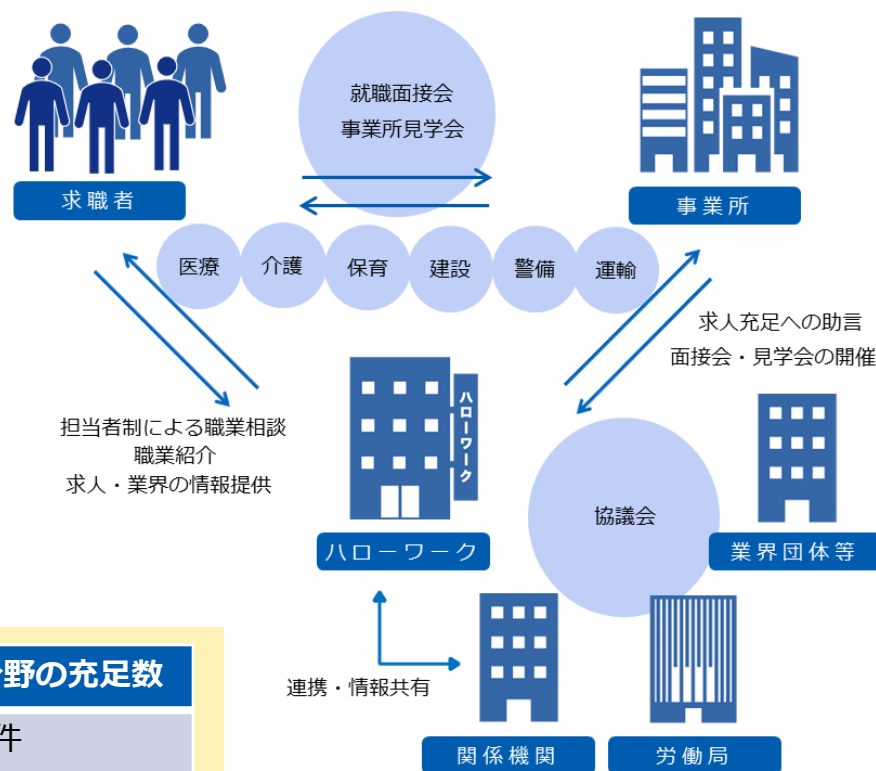 就職面接会
事業所見学会
求職者
事業所
医療
介護
保育
建設
警備
運輸
求人充足への助言
面接会・見学会の開催
担当者制による職業相談
職業紹介
求人・業界の情報提供
ハローワーク
協議会
ハローワーク
業界団体等
連携・情報共有
野の充足数
件
関係機関
労働局